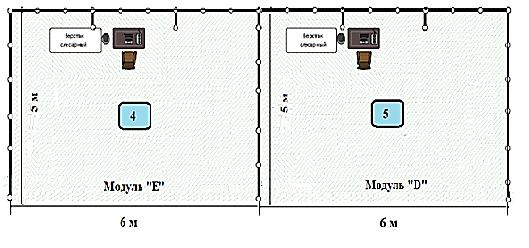 Верстак
слесарный
Верстак
слесарный
5 м
4
5 м
5
Модуль "Е"
Модуль "D"
6 м
6 м